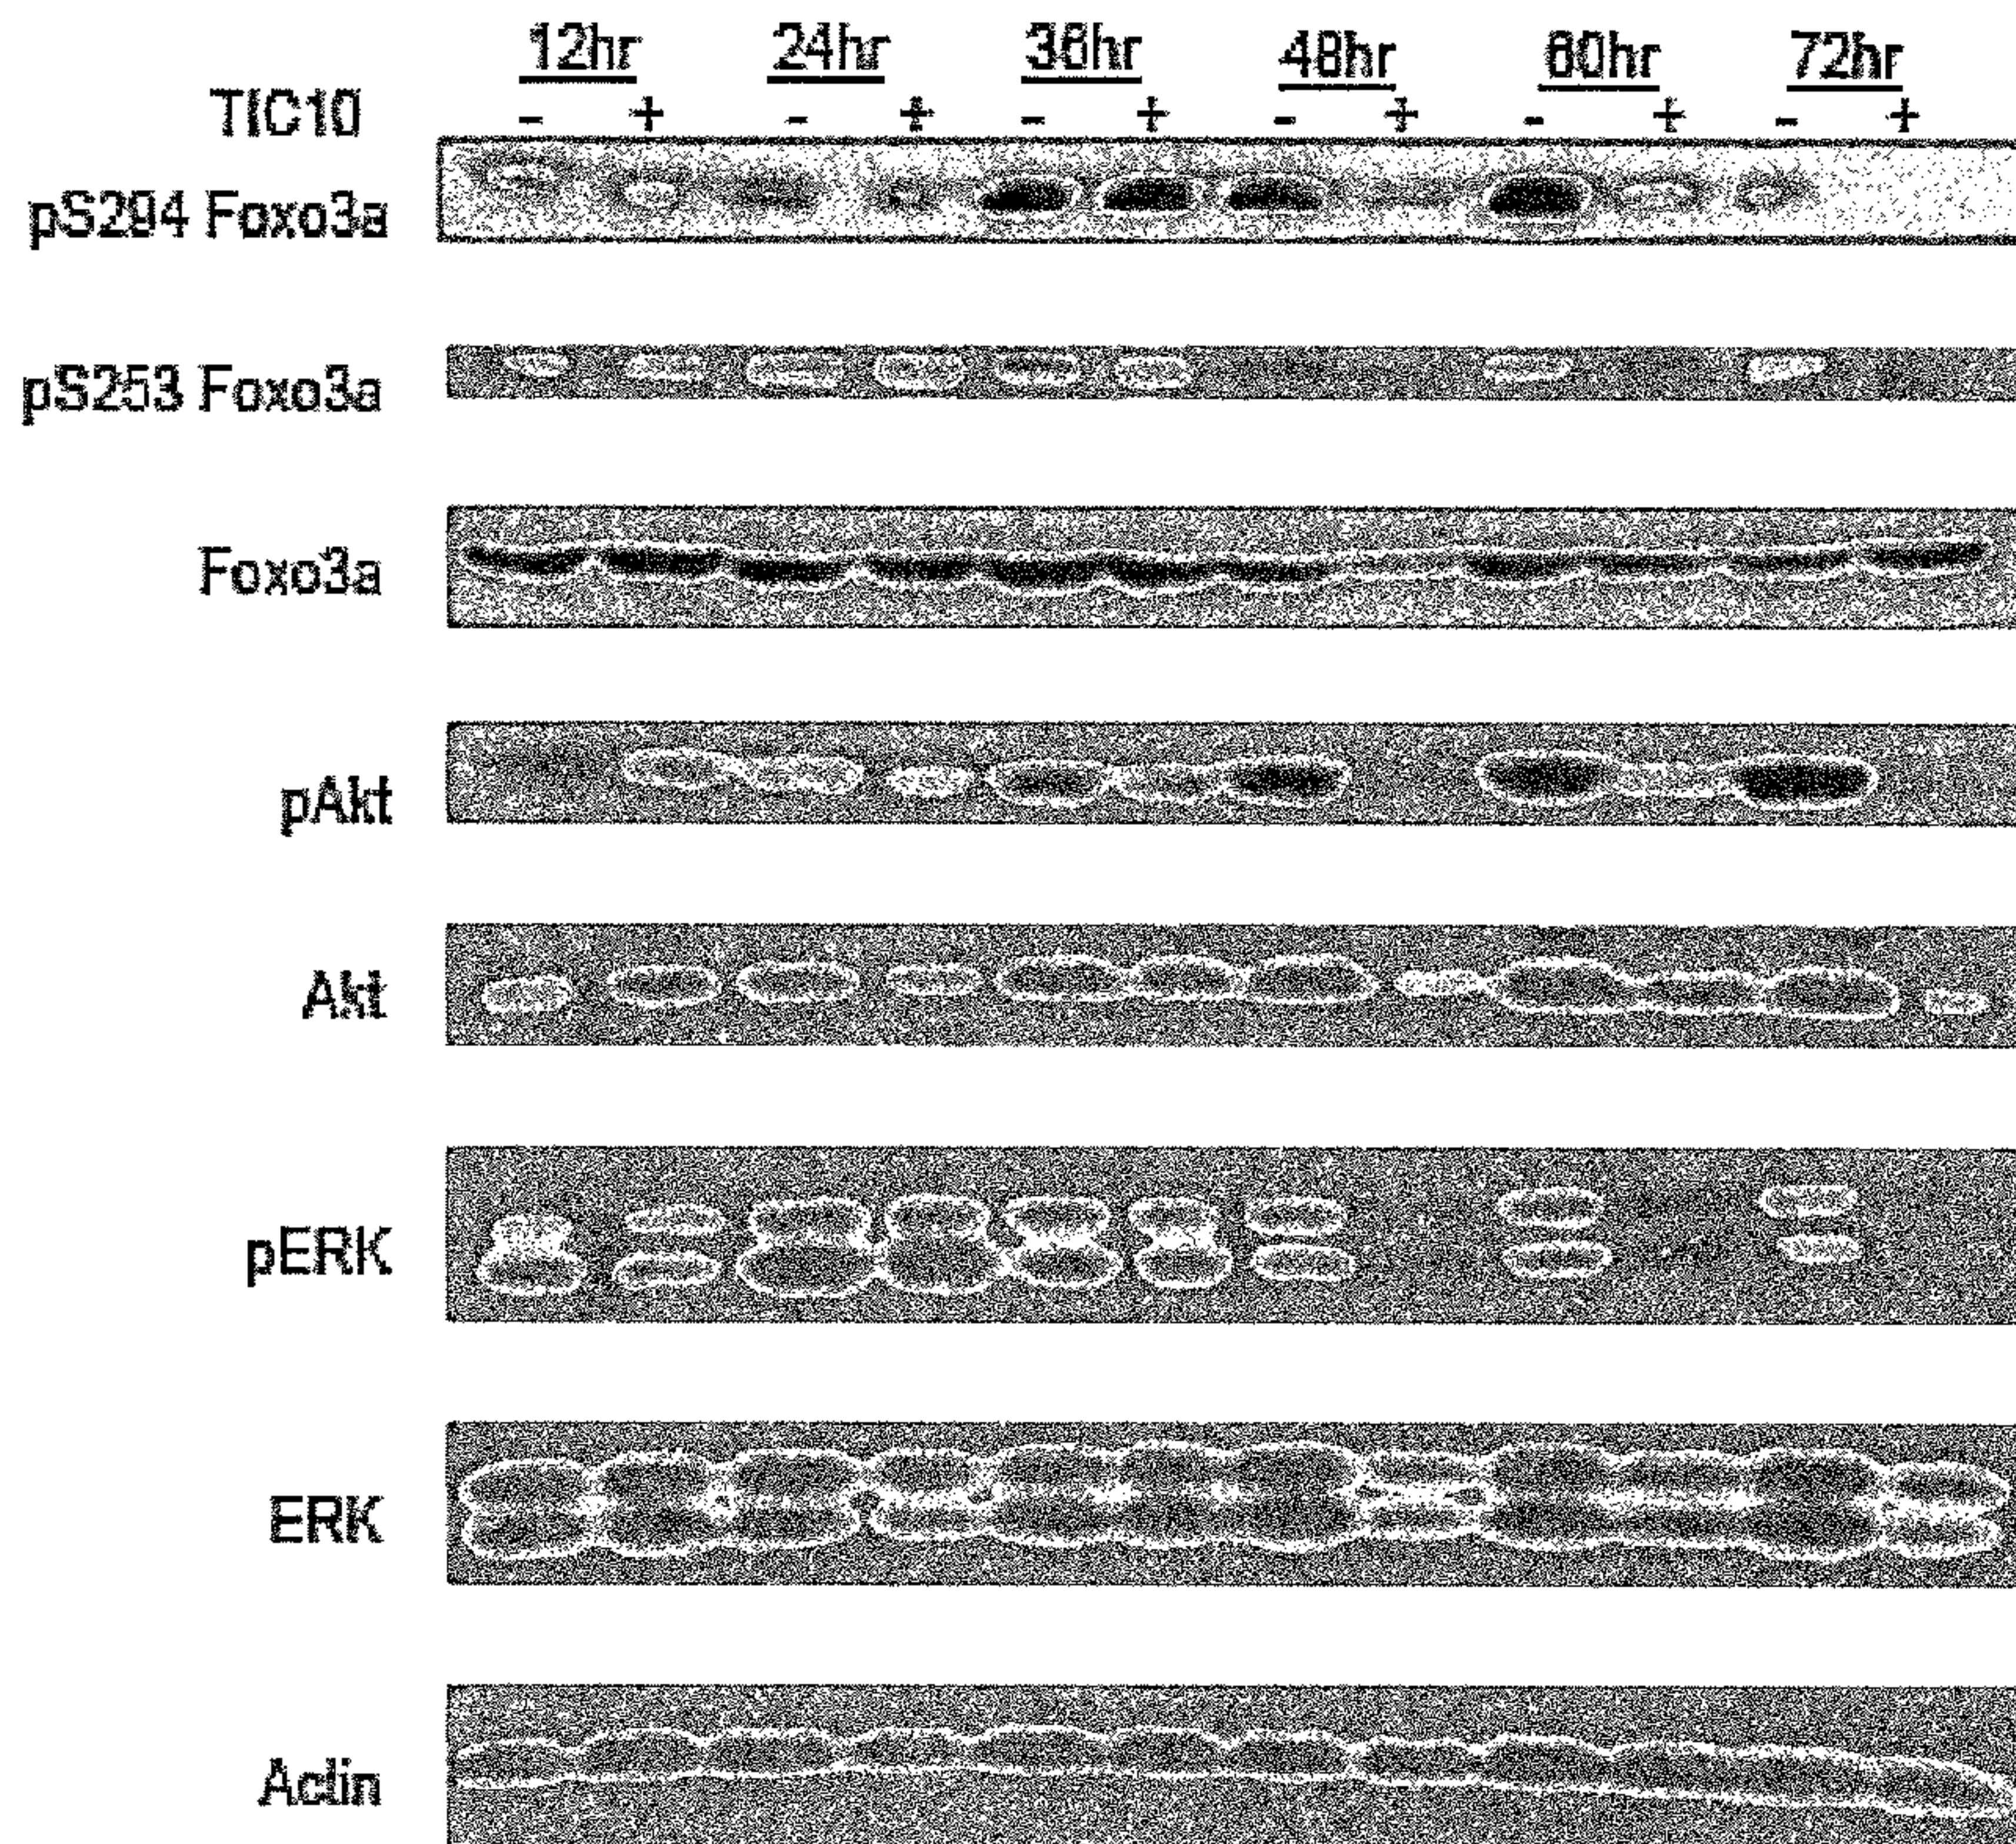 12hr 24hr 36hr 48hr 60hr 72hr
TIC10 - + - + - + - + - + - +
pS294 Foxo3a
pS253 Foxo3a
Foxo3a
pAkt
Akt
pERK
ERK
Actin